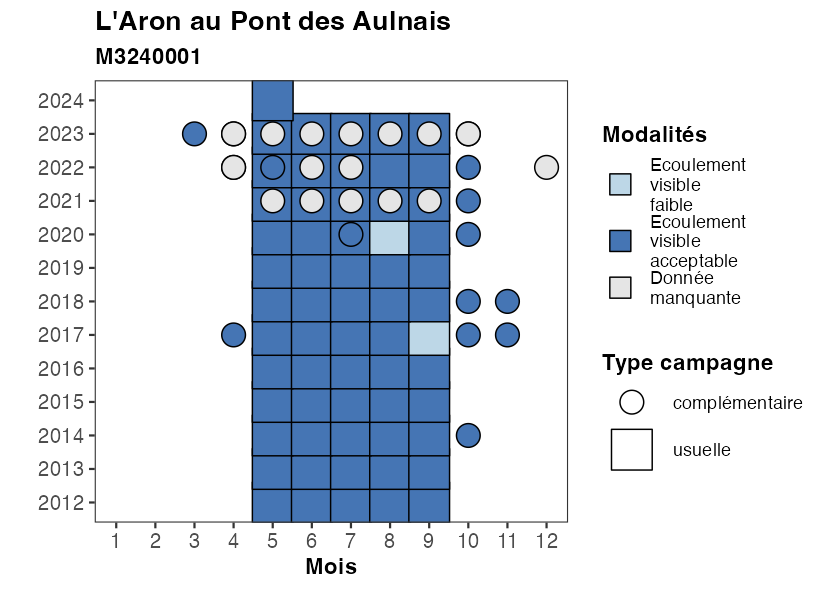 L'Aron au Pont des Aulnais
M3240001
2024
2023
2022
2021
2020
2019
2018
2017
2016
2015
2014
2013
2012
1 2 3 4 5 6 7 8 9 10 11 12
Mois
Modalités
Ecoulement
visible
faible
Ecoulement
visible
acceptable
Donnée
manquante
Type campagne
complémentaire
usuelle